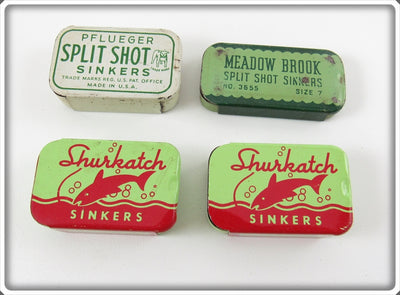 PFLUEGER
SPLIT SHOT
SINKERS
TRADE MARKS REG. U.S. PAT. OFFICE
MADE IN U.S.A.
MEADOW BROOK
SPLIT SHOT SINKERS
NO. 3655 SIZE 7
Shurkatch
SINKERS
Shurkatch
SINKERS